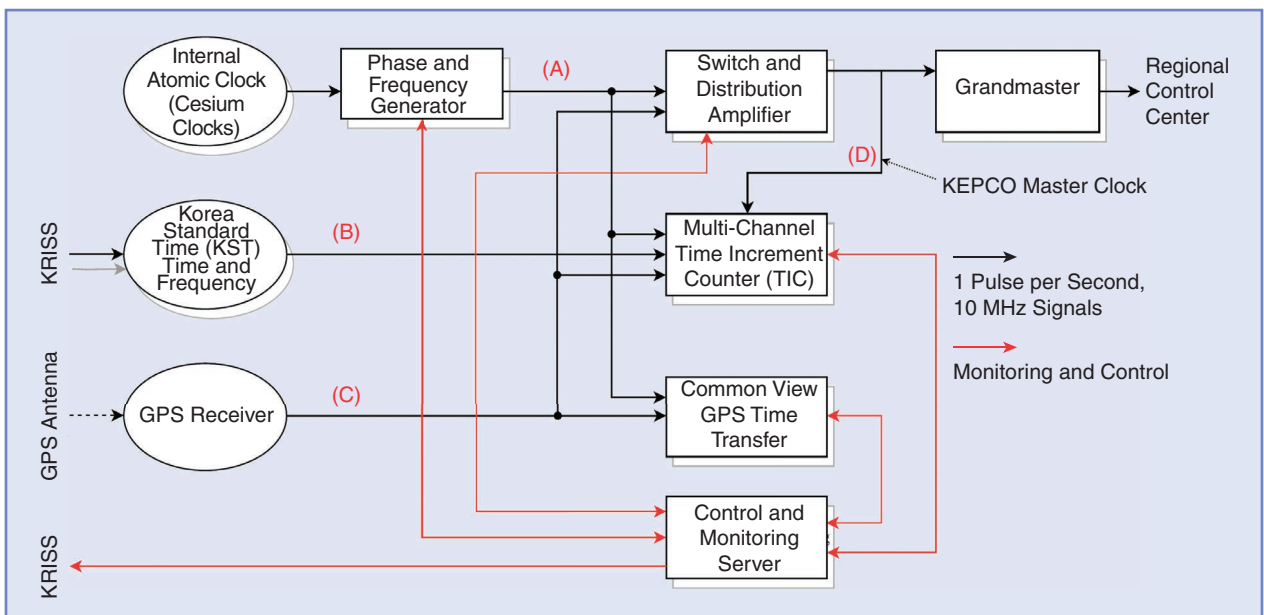 Internal
Atomic Clock
(Cesium
Clocks)
Phase and
Frequency
Generator
(A)
Switch and
Distribution
Amplifier
Grandmaster
Regional
Control
Center
(D)
KEPCO Master Clock
KRISS
Korea
Standard
Time (KST)
Time and
Frequency
(B)
Multi-Channel
Time Increment
Counter (TIC)
1 Pulse per Second,
10 MHz Signals
Monitoring and Control
GPS Antenna
GPS Receiver
(C)
Common View
GPS Time
Transfer
KRISS
Control and
Monitoring
Server